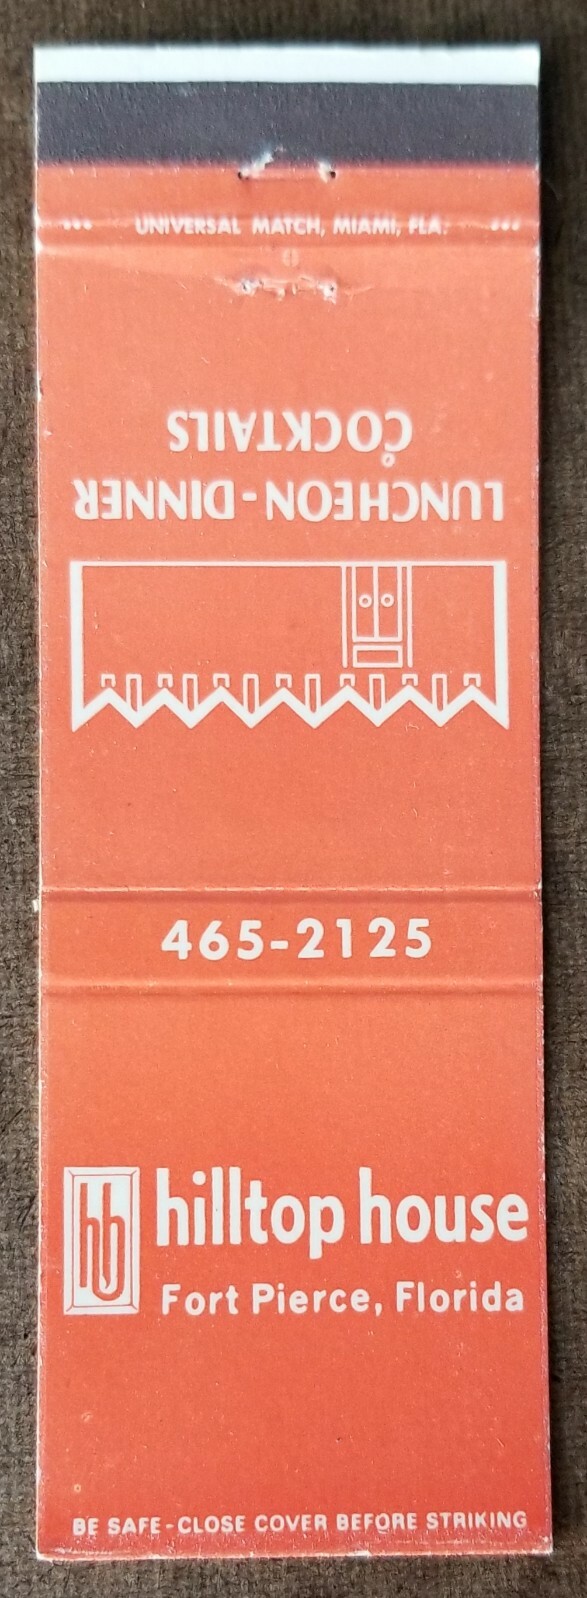 UNIVERSAL MATCH, MIAMI, FLA.
LUNCHEON-DINNER
COCKTAILS
465-2125
hh
hilltop house
Fort Pierce, Florida
BE SAFE-CLOSE COVER BEFORE STRIKING